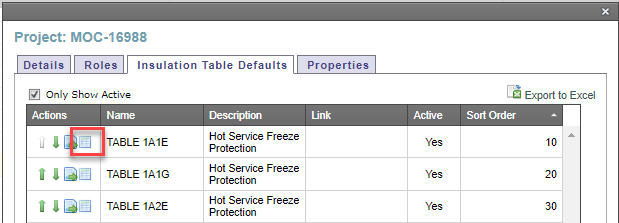 Project: MOC-16988
Details Roles Insulation Table Defaults Properties
Only Show Active Export to Excel
Actions Name Description Link Active Sort Order
TABLE 1A1E Hot Service Freeze Protection Yes 10
TABLE 1A1G Hot Service Freeze Protection Yes 20
TABLE 1A2E Hot Service Freeze Protection Yes 30